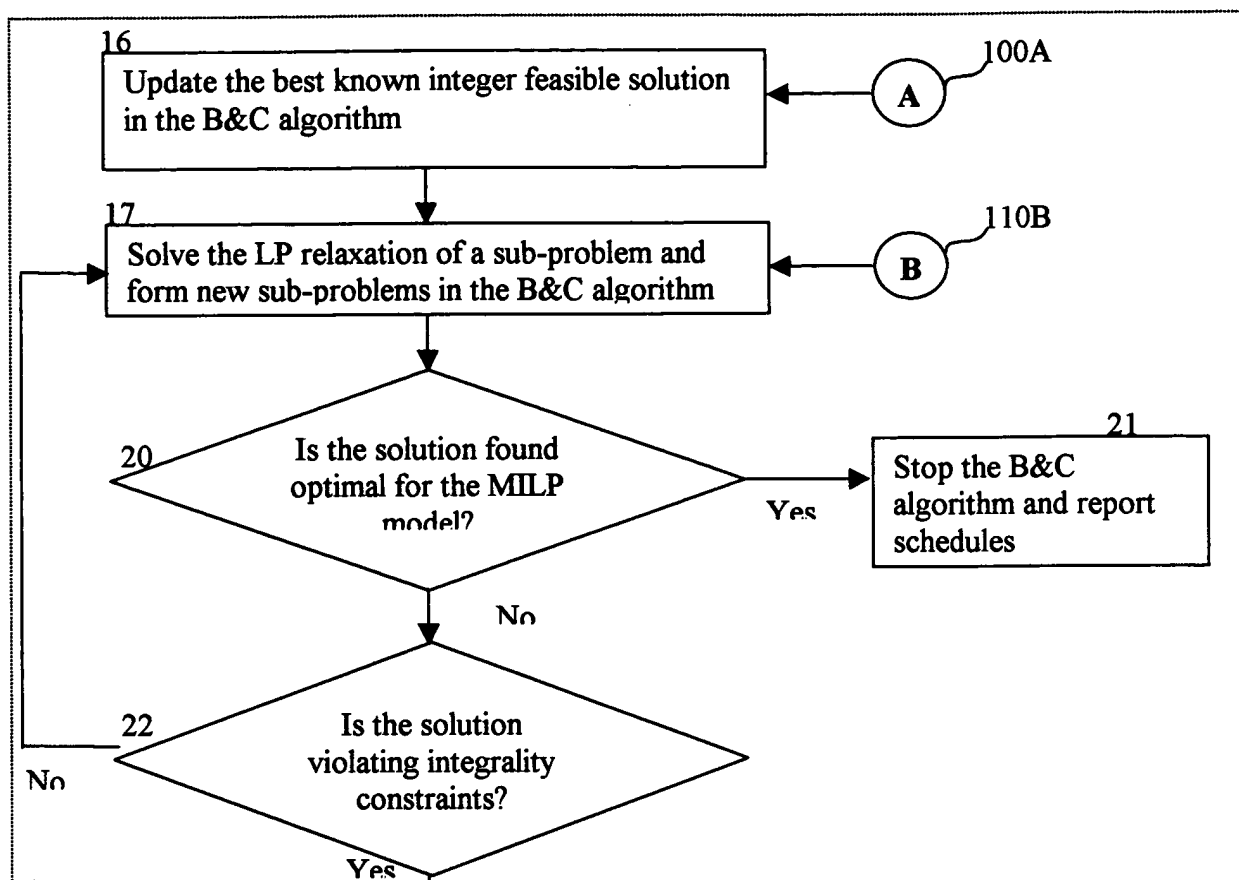 16
Update the best known integer feasible solution
in the B&C algorithm
A
100A
17
Solve the LP relaxation of a sub-problem and
form new sub-problems in the B&C algorithm
B
110B
20
Is the solution found
optimal for the MILP
model?
Yes
21
Stop the B&C
algorithm and report
schedules
No
22
Is the solution
violating integrality
constraints?
No
Yes